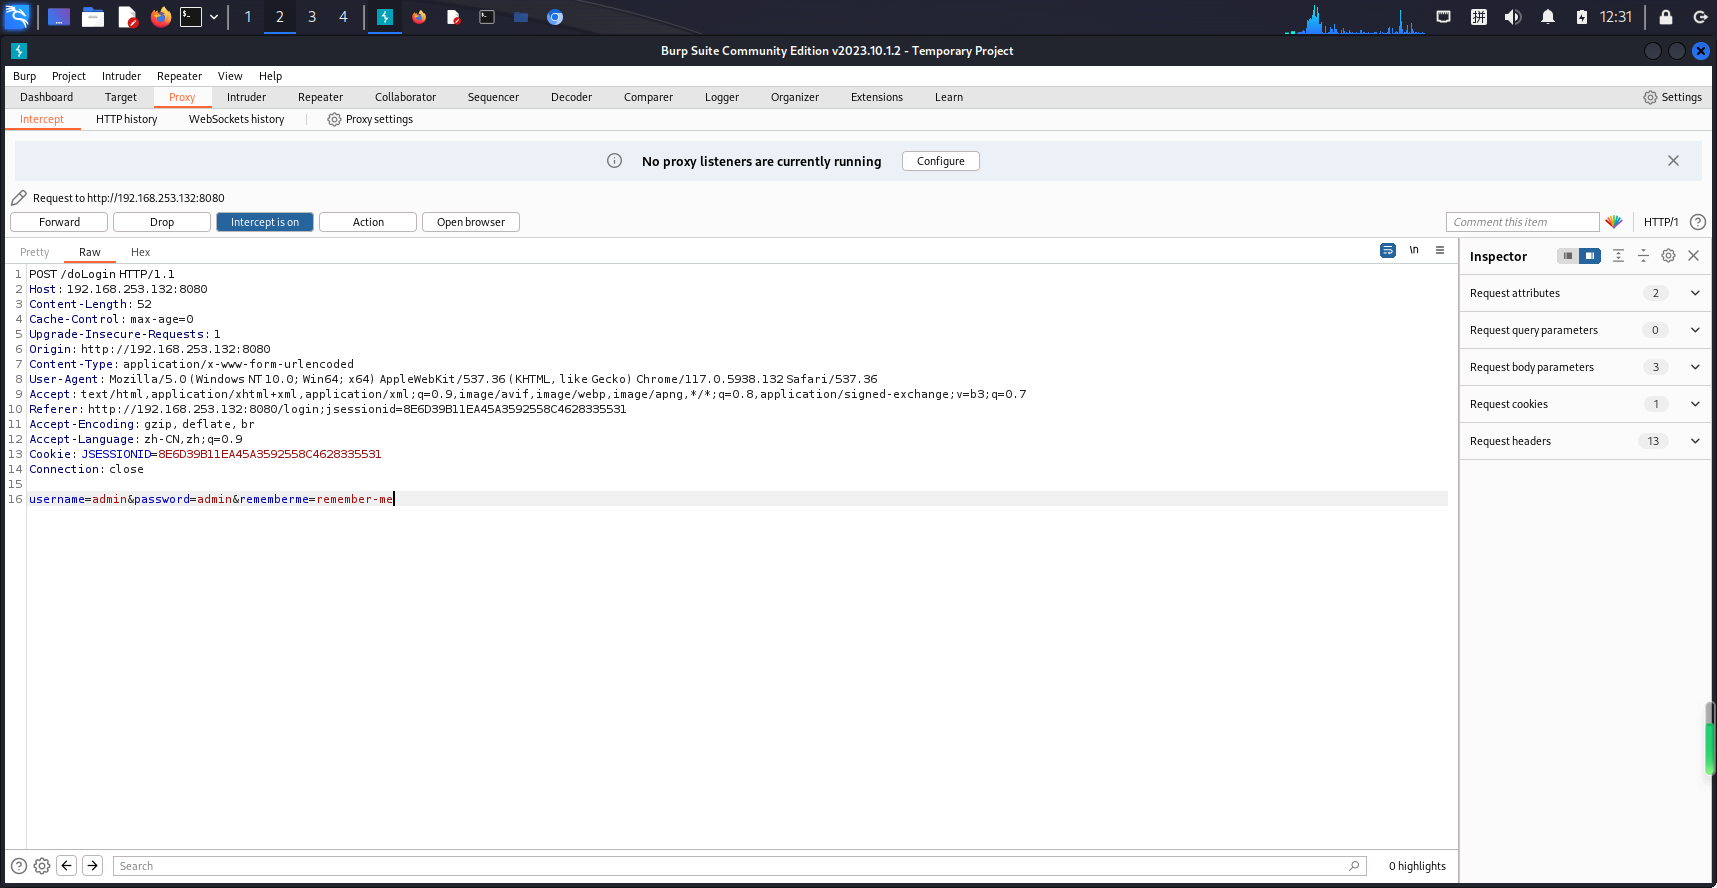 1 2 3 4 拼 12:31
Burp Suite Community Edition v2023.10.1.2 - Temporary Project
Burp Project Intruder Repeater View Help
Dashboard Target Proxy Intruder Repeater Collaborator Sequencer Decoder Comparer Logger Organizer Extensions Learn Settings
Intercept HTTP history WebSockets history Proxy settings
No proxy listeners are currently running Configure
Request to http://192.168.253.132:8080
Forward Drop Intercept is on Action Open browser Comment this item HTTP/1
Pretty Raw Hex \n
1 POST /doLogin HTTP/1.1
2 Host: 192.168.253.132:8080
3 Content-Length: 52
4 Cache-Control: max-age=0
5 Upgrade-Insecure-Requests: 1
6 Origin: http://192.168.253.132:8080
7 Content-Type: application/x-www-form-urlencoded
8 User-Agent: Mozilla/5.0 (Windows NT 10.0; Win64; x64) AppleWebKit/537.36 (KHTML, like Gecko) Chrome/117.0.5938.132 Safari/537.36
9 Accept: text/html,application/xhtml+xml,application/xml;q=0.9,image/avif,image/webp,image/apng,*/*;q=0.8,application/signed-exchange;v=b3;q=0.7
10 Referer: http://192.168.253.132:8080/login;jsessionid=8E6D39B11EA45A3592558C4628335531
11 Accept-Encoding: gzip, deflate, br
12 Accept-Language: zh-CN,zh;q=0.9
13 Cookie: JSESSIONID=8E6D39B11EA45A3592558C4628335531
14 Connection: close
15
16 username=admin&password=admin&rememberme=remember-me
Inspector
Request attributes 2
Request query parameters 0
Request body parameters 3
Request cookies 1
Request headers 13
Search 0 highlights